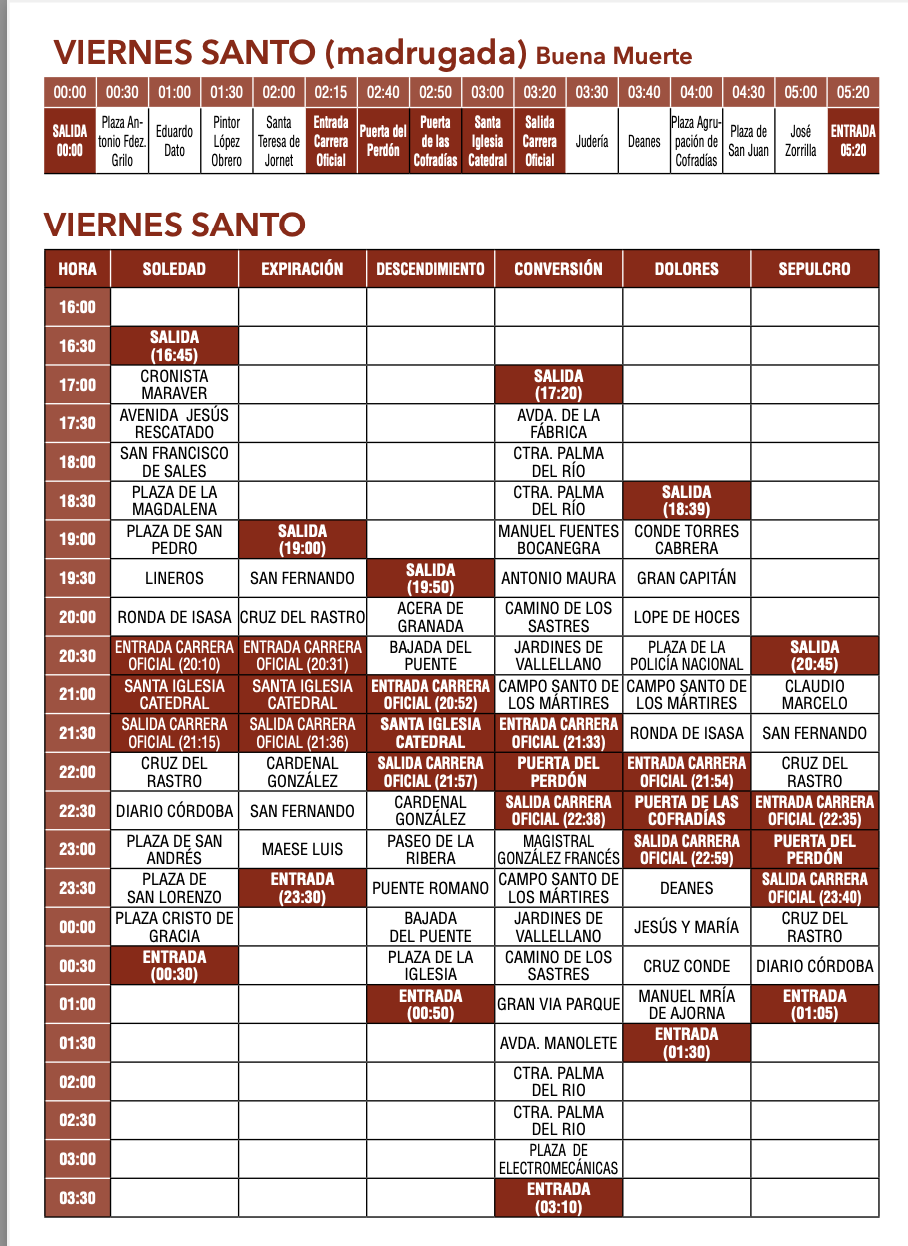 VIERNES SANTO (madrugada) Buena Muerte
00:00 00:30 01:00 01:30 02:00 02:15 02:40 02:50 03:00 03:20 03:30 03:40 04:00 04:30 05:00 05:20
SALIDA 00:00
Plaza An-
tonio Fdez.
Grilo
Eduardo
Dato
Pintor
López
Obrero
Santa
Teresa de
Jornet
Entrada
Carrera
Oficial
Puerta del
Perdón
Puerta
de las
Cofradías
Santa
Iglesia
Catedral
Salida
Carrera
Oficial
Judería
Deanes
Plaza Agru-
pación de
Cofradías
Plaza de
San Juan
José
Zorrilla
ENTRADA
05:20
VIERNES SANTO
HORA SOLEDAD EXPIRACIÓN DESCENDIMIENTO CONVERSIÓN DOLORES SEPULCRO
16:00
16:30
SALIDA
(16:45)
17:00
CRONISTA
MARAVER
SALIDA
(17:20)
17:30
AVENIDA JESÚS
RESCATADO
AVDA. DE LA
FÁBRICA
18:00
SAN FRANCISCO
DE SALES
CTRA. PALMA
DEL RÍO
18:30
PLAZA DE LA
MAGDALENA
CTRA. PALMA
DEL RÍO
SALIDA
(18:39)
19:00
PLAZA DE SAN
PEDRO
SALIDA
(19:00)
MANUEL FUENTES
BOCANEGRA
CONDE TORRES
CABRERA
19:30
LINEROS
SAN FERNANDO
SALIDA
(19:50)
ANTONIO MAURA
GRAN CAPITÁN
20:00
RONDA DE ISASA
CRUZ DEL RASTRO
ACERA DE
GRANADA
CAMINO DE LOS
SASTRES
LOPE DE HOCES
20:30
ENTRADA CARRERA
OFICIAL (20:10)
ENTRADA CARRERA
OFICIAL (20:31)
BAJADA DEL
PUENTE
JARDINES DE
VALLELLANO
PLAZA DE LA
POLICÍA NACIONAL
SALIDA
(20:45)
21:00
SANTA IGLESIA
CATEDRAL
SANTA IGLESIA
CATEDRAL
ENTRADA CARRERA
OFICIAL (20:52)
CAMPO SANTO DE
LOS MÁRTIRES
CAMPO SANTO DE
LOS MÁRTIRES
CLAUDIO
MARCELO
21:30
SALIDA CARRERA
OFICIAL (21:15)
SALIDA CARRERA
OFICIAL (21:36)
SANTA IGLESIA
CATEDRAL
ENTRADA CARRERA
OFICIAL (21:33)
RONDA DE ISASA
SAN FERNANDO
22:00
CRUZ DEL
RASTRO
CARDENAL
GONZÁLEZ
SALIDA CARRERA
OFICIAL (21:57)
PUERTA DEL
PERDÓN
ENTRADA CARRERA
OFICIAL (21:54)
CRUZ DEL
RASTRO
22:30
DIARIO CÓRDOBA
SAN FERNANDO
CARDENAL
GONZÁLEZ
SALIDA CARRERA
OFICIAL (22:38)
PUERTA DE LAS
COFRADÍAS
ENTRADA CARRERA
OFICIAL (22:35)
23:00
PLAZA DE SAN
ANDRÉS
MAESE LUIS
PASEO DE LA
RIBERA
MAGISTRAL
GONZÁLEZ FRANCÉS
SALIDA CARRERA
OFICIAL (22:59)
PUERTA DEL
PERDÓN
23:30
PLAZA DE
SAN LORENZO
ENTRADA
(23:30)
PUENTE ROMANO
CAMPO SANTO DE
LOS MÁRTIRES
DEANES
SALIDA CARRERA
OFICIAL (23:40)
00:00
PLAZA CRISTO DE
GRACIA
BAJADA
DEL PUENTE
JARDINES DE
VALLELLANO
JESÚS Y MARÍA
CRUZ DEL
RASTRO
00:30
ENTRADA
(00:30)
PLAZA DE LA
IGLESIA
CAMINO DE LOS
SASTRES
CRUZ CONDE
DIARIO CÓRDOBA
01:00
ENTRADA
(00:50)
GRAN VIA PARQUE
MANUEL MRÍA
DE AJORNA
ENTRADA
(01:05)
01:30
AVDA. MANOLETE
ENTRADA
(01:30)
02:00
CTRA. PALMA
DEL RIO
02:30
CTRA. PALMA
DEL RIO
03:00
PLAZA DE
ELECTROMECÁNICAS
03:30
ENTRADA
(03:10)